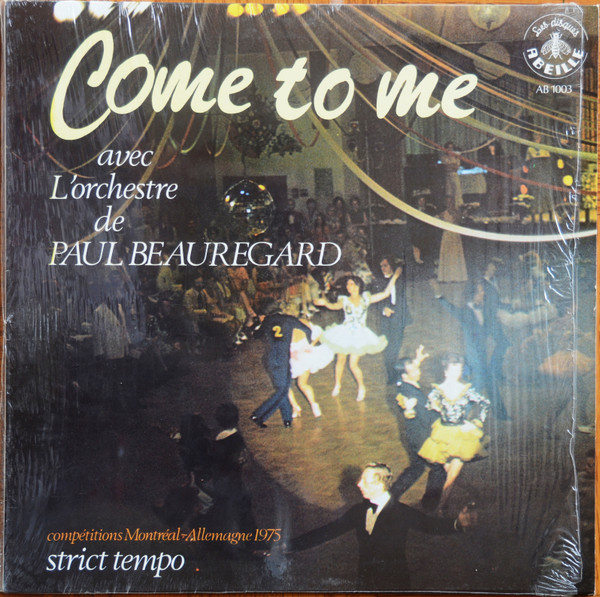 Come to me
Les disques
ABEILLE
AB 1003
avec
L'orchestre
de
PAUL BEAUREGARD
2
compétitions Montréal-Allemagne 1975
strict tempo